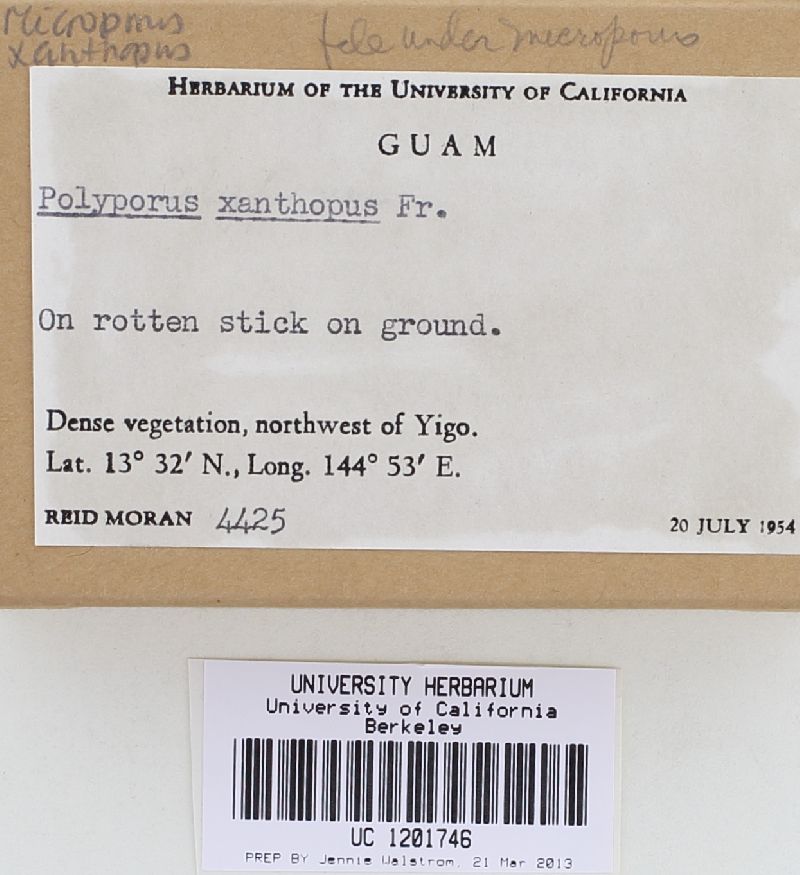 Microporus file under microporus
xanthopus
HERBARIUM OF THE UNIVERSITY OF CALIFORNIA
GUAM
Polyporus xanthopus Fr.
On rotten stick on ground.
Dense vegetation, northwest of Yigo.
Lat. 13° 32′ N., Long. 144° 53′ E.
REID MORAN 4425 20 JULY 1954
UNIVERSITY HERBARIUM
University of California
Berkeley
UC 1201746
PREP BY Jennie Walstrom, 21 Mar 2013